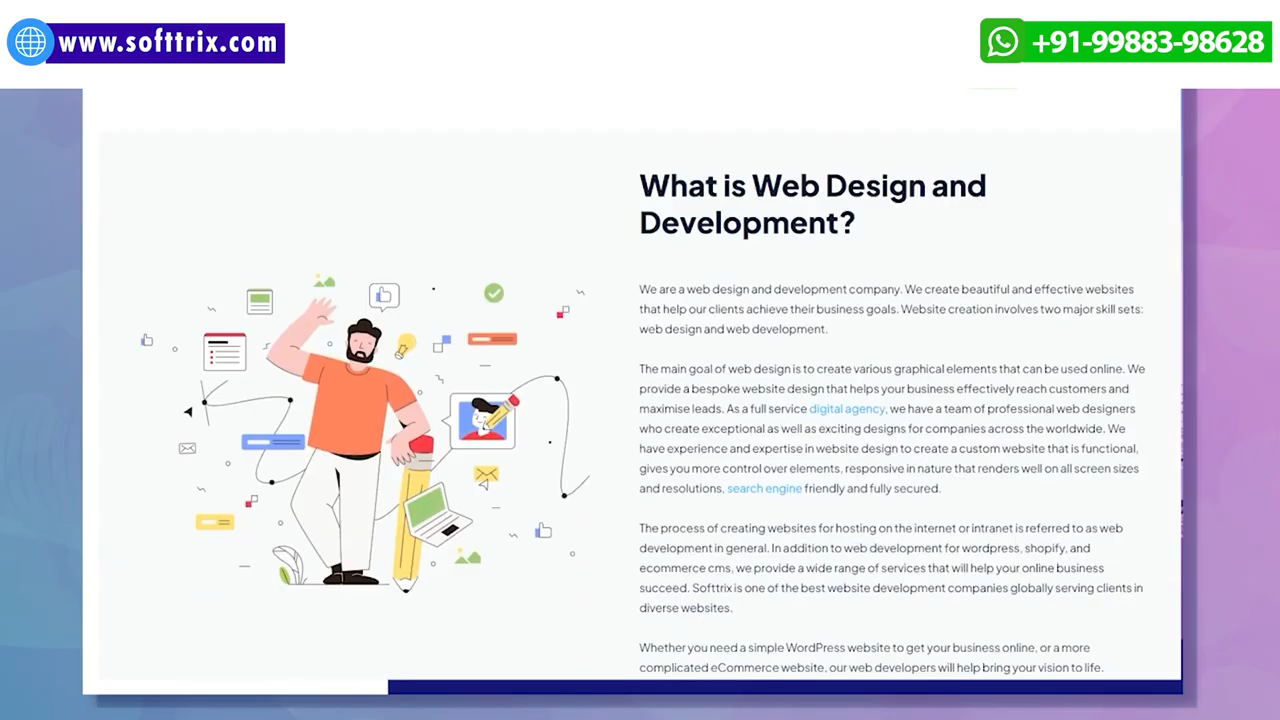 www.softtrix.com
+91-99883-98628
What is Web Design and
Development?
We are a web design and development company. We create beautiful and effective websites
that help our clients achieve their business goals. Website creation involves two major skill sets:
web design and web development.
The main goal of web design is to create various graphical elements that can be used online. We
provide a bespoke website design that helps your business effectively reach customers and
maximise leads. As a full service digital agency, we have a team of professional web designers
who create exceptional as well as exciting designs for companies across the worldwide. We
have experience and expertise in website design to create a custom website that is functional,
gives you more control over elements, responsive in nature that renders well on all screen sizes
and resolutions, search engine friendly and fully secured.
The process of creating websites for hosting on the internet or intranet is referred to as web
development in general. In addition to web development for wordpress, shopify, and
ecommerce cms, we provide a wide range of services that will help your online business
succeed. Softtrix is one of the best website development companies globally serving clients in
diverse websites.
Whether you need a simple WordPress website to get your business online, or a more
complicated eCommerce website, our web developers will help bring your vision to life.